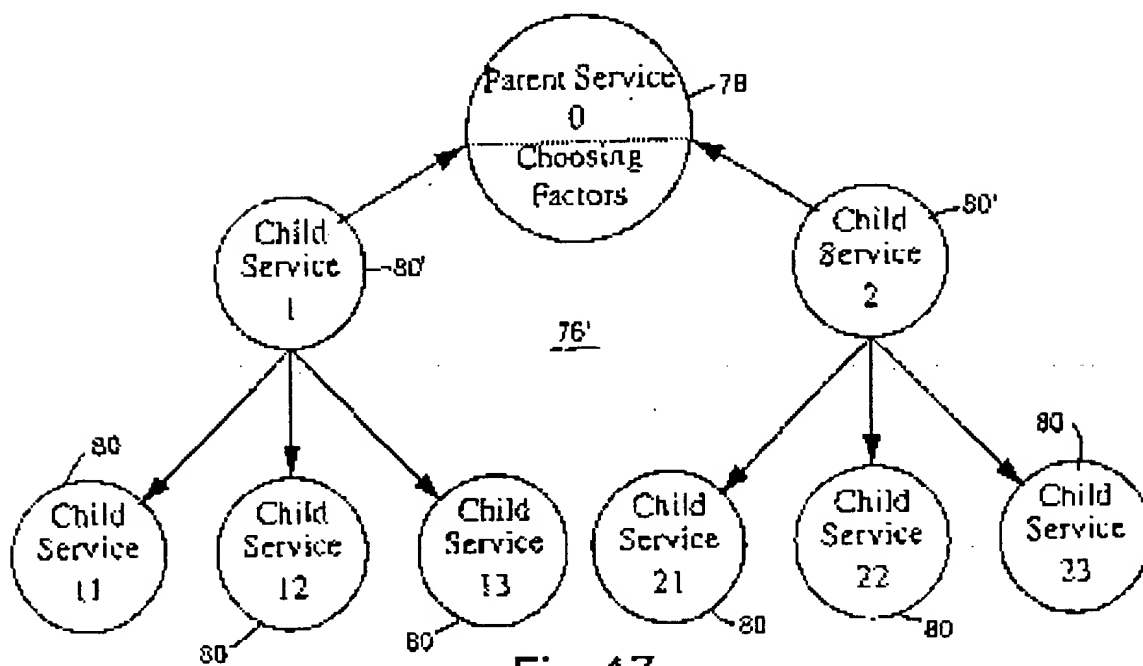 Parent Service
0
Choosing
Factors
78
Child
Service
1
80'
Child
Service
2
80'
76'
80
Child
Service
11
Child
Service
12
80
Child
Service
13
80
Child
Service
21
80
Child
Service
22
80
80
Child
Service
23